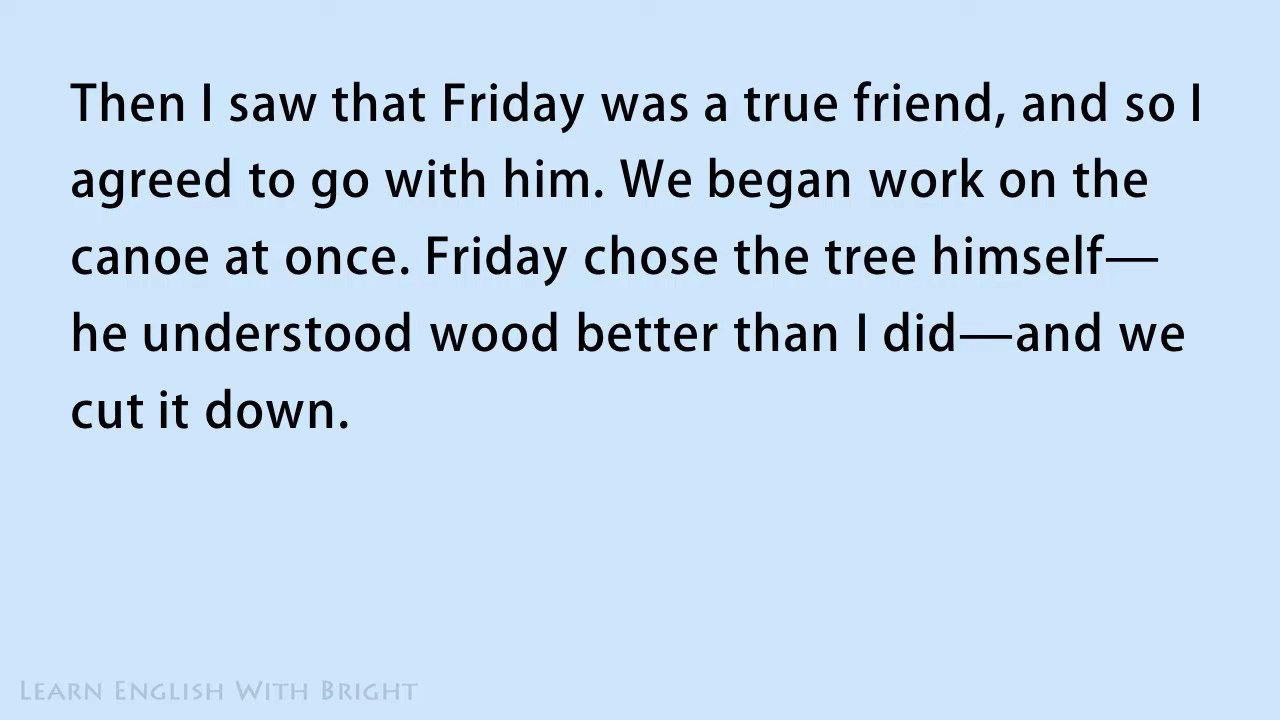 Then I saw that Friday was a true friend, and so I
agreed to go with him. We began work on the
canoe at once. Friday chose the tree himself—
he understood wood better than I did—and we
cut it down.
Learn English With Bright